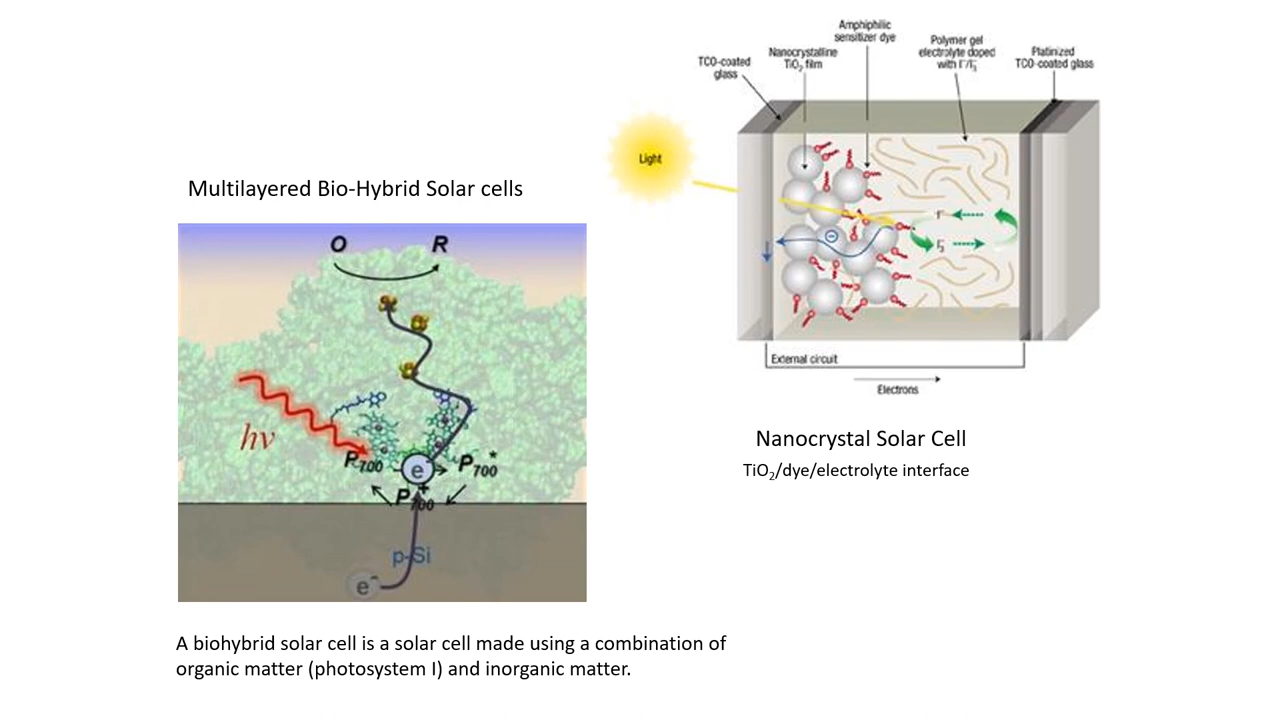 Multilayered Bio-Hybrid Solar cells
O R
hν
P700 e P700*
P700+
p-Si
e-
A biohybrid solar cell is a solar cell made using a combination of
organic matter (photosystem I) and inorganic matter.
Amphiphilic
sensitizer dye
Nanocrystalline
TiO2 film
TCO-coated
glass
Polymer gel
electrolyte doped
with I-/I3-
Platinized
TCO-coated glass
Light
I-
I3-
External circuit
Electrons
Nanocrystal Solar Cell
TiO2/dye/electrolyte interface